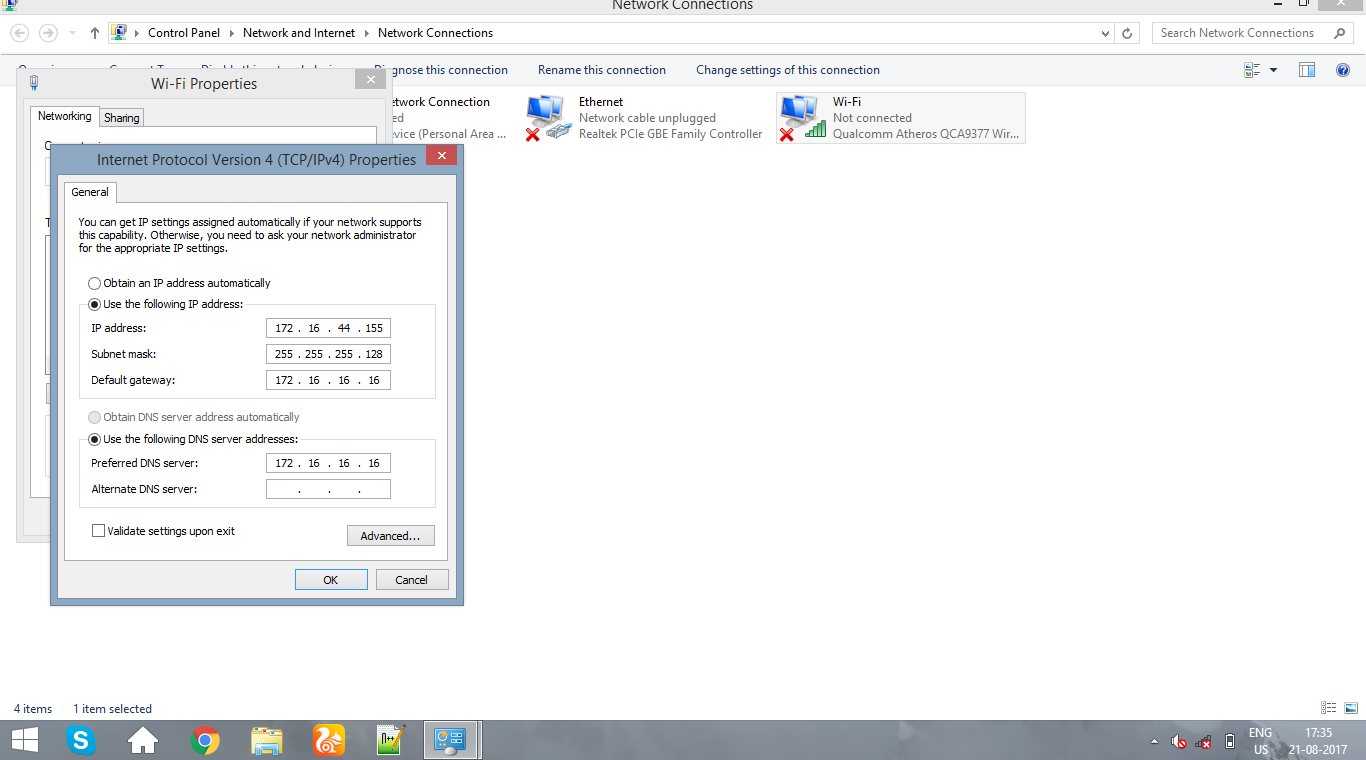 Network Connections
Control Panel
Network and Internet
Network Connections
Search Network Connections
Diagnose this connection
Rename this connection
Change settings of this connection
Wi-Fi Properties
Networking
Sharing
Network Connection
vice (Personal Area ...
Ethernet
Network cable unplugged
Realtek PCIe GBE Family Controller
Wi-Fi
Not connected
Qualcomm Atheros QCA9377 Wir...
Internet Protocol Version 4 (TCP/IPv4) Properties
General
You can get IP settings assigned automatically if your network supports
this capability. Otherwise, you need to ask your network administrator
for the appropriate IP settings.
Obtain an IP address automatically
Use the following IP address:
IP address:
172 . 16 . 44 . 155
Subnet mask:
255 . 255 . 255 . 128
Default gateway:
172 . 16 . 16 . 16
Obtain DNS server address automatically
Use the following DNS server addresses:
Preferred DNS server:
172 . 16 . 16 . 16
Alternate DNS server:
. . .
Validate settings upon exit
Advanced...
OK
Cancel
4 items
1 item selected
ENG
US
17:35
21-08-2017